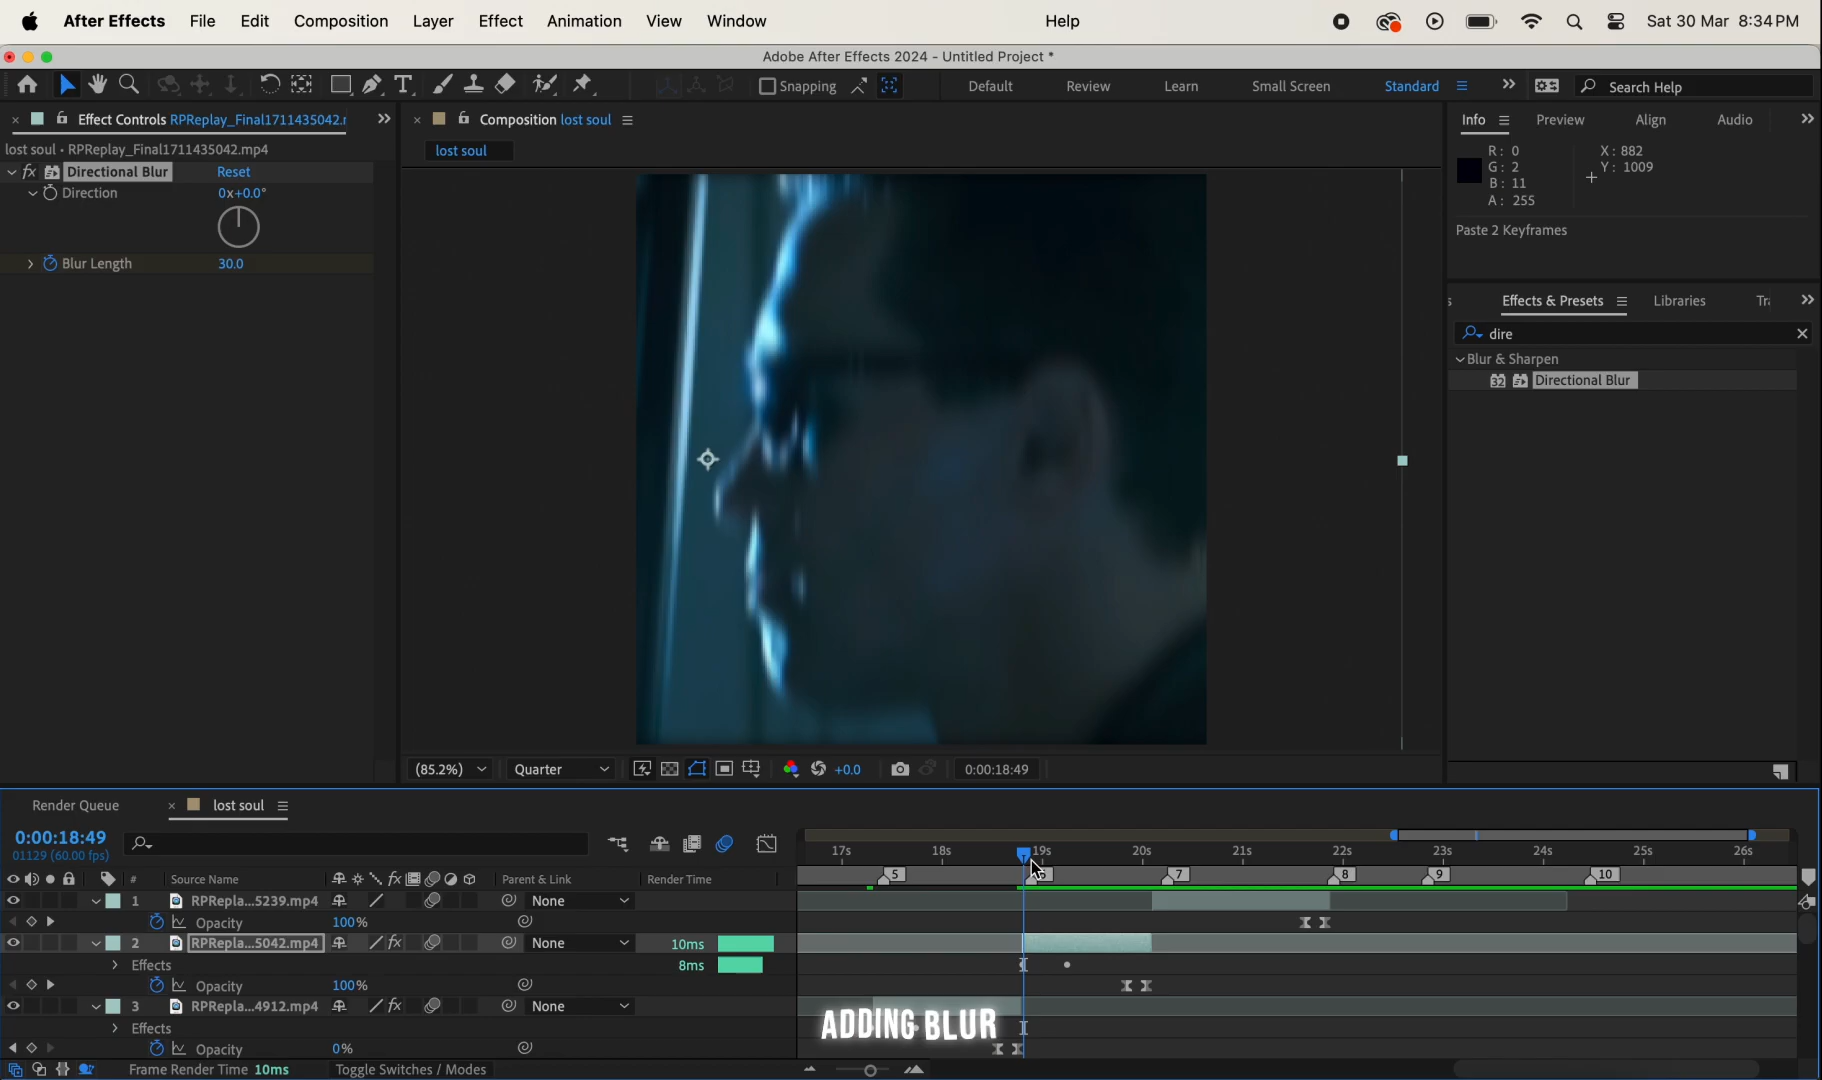 After Effects File Edit Composition Layer Effect Animation View Window Help Sat 30 Mar 8:34 PM
Adobe After Effects 2024 - Untitled Project *
Snapping Default Review Learn Small Screen Standard Search Help
Effect Controls RPReplay_Final1711435042.r
Composition lost soul
Info Preview Align Audio
lost soul • RPReplay_Final1711435042.mp4
lost soul
R: 0 X: 882
G: 2 Y: 1009
B: 11
A: 255
fx Directional Blur Reset
Direction 0x+0.0°
Blur Length 30.0
Paste 2 Keyframes
Effects & Presets Libraries Tr
dire
Blur & Sharpen
32 Directional Blur
(85.2%) Quarter +0.0 0:00:18:49
Render Queue lost soul
0:00:18:49
01129 (60.00 fps)
17s 18s 19s 20s 21s 22s 23s 24s 25s 26s
# Source Name fx Parent & Link Render Time
5 7 8 9 10
1 RPRepla...5239.mp4 None
Opacity 100%
2 RPRepla...5042.mp4 fx None 10ms
Effects 8ms
Opacity 100%
3 RPRepla...4912.mp4 fx None
Effects
Opacity 0%
ADDING BLUR
Frame Render Time 10ms Toggle Switches / Modes